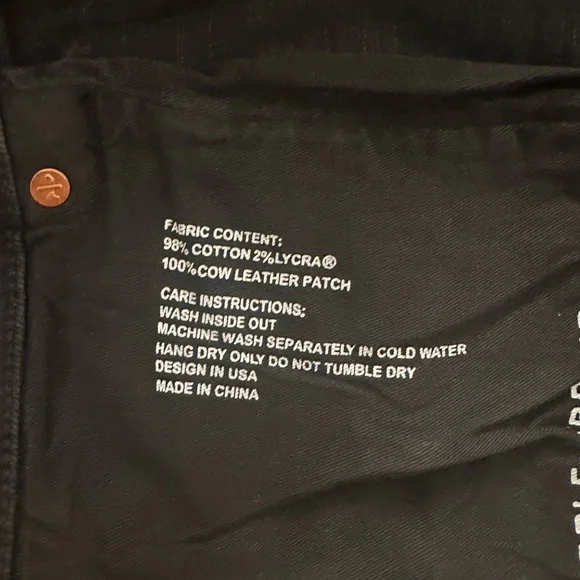 FABRIC CONTENT:
98% COTTON 2%LYCRA®
100%COW LEATHER PATCH
CARE INSTRUCTIONS:
WASH INSIDE OUT
MACHINE WASH SEPARATELY IN COLD WATER
HANG DRY ONLY DO NOT TUMBLE DRY
DESIGN IN USA
MADE IN CHINA